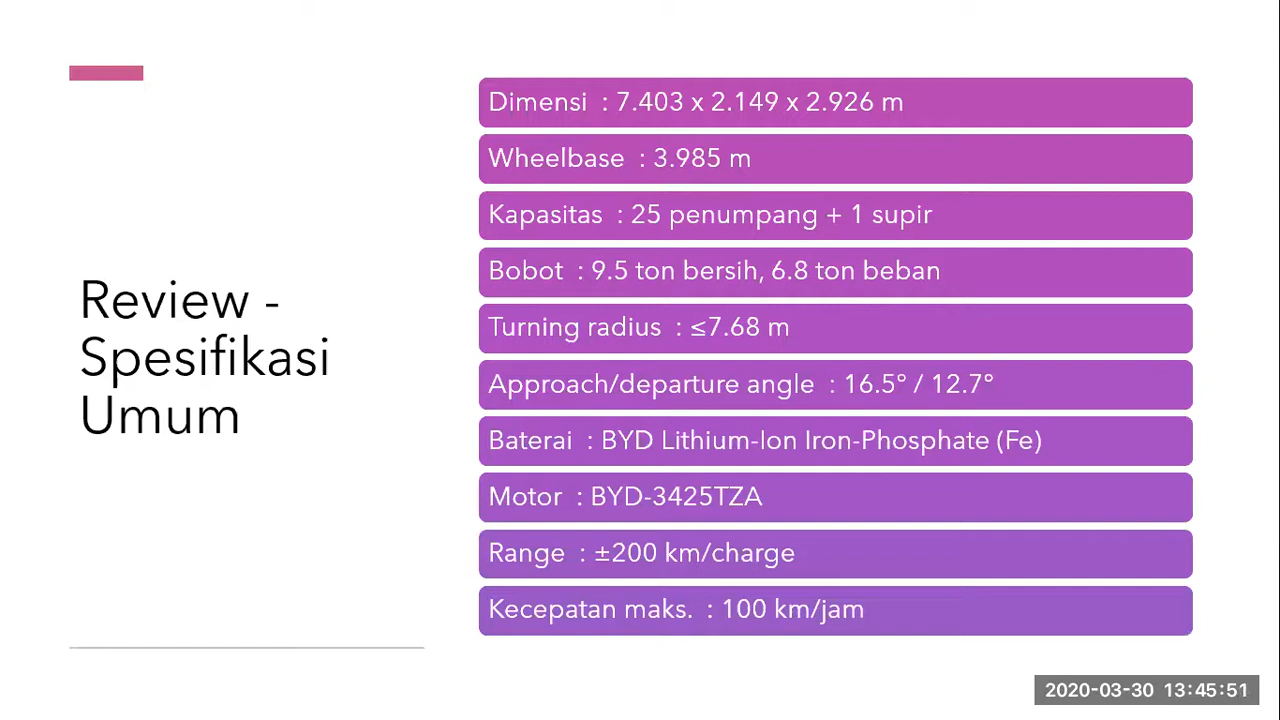 Review -
Spesifikasi
Umum
Dimensi : 7.403 x 2.149 x 2.926 m
Wheelbase : 3.985 m
Kapasitas : 25 penumpang + 1 supir
Bobot : 9.5 ton bersih, 6.8 ton beban
Turning radius : ≤7.68 m
Approach/departure angle : 16.5° / 12.7°
Baterai : BYD Lithium-Ion Iron-Phosphate (Fe)
Motor : BYD-3425TZA
Range : ±200 km/charge
Kecepatan maks. : 100 km/jam
2020-03-30 13:45:51